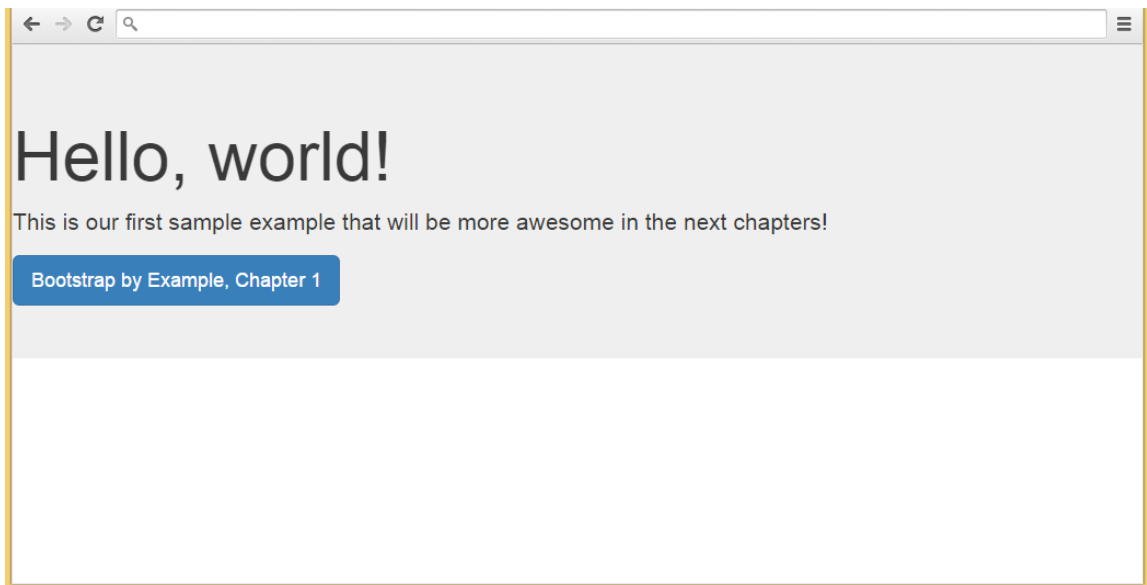 Hello, world!
This is our first sample example that will be more awesome in the next chapters!
Bootstrap by Example, Chapter 1